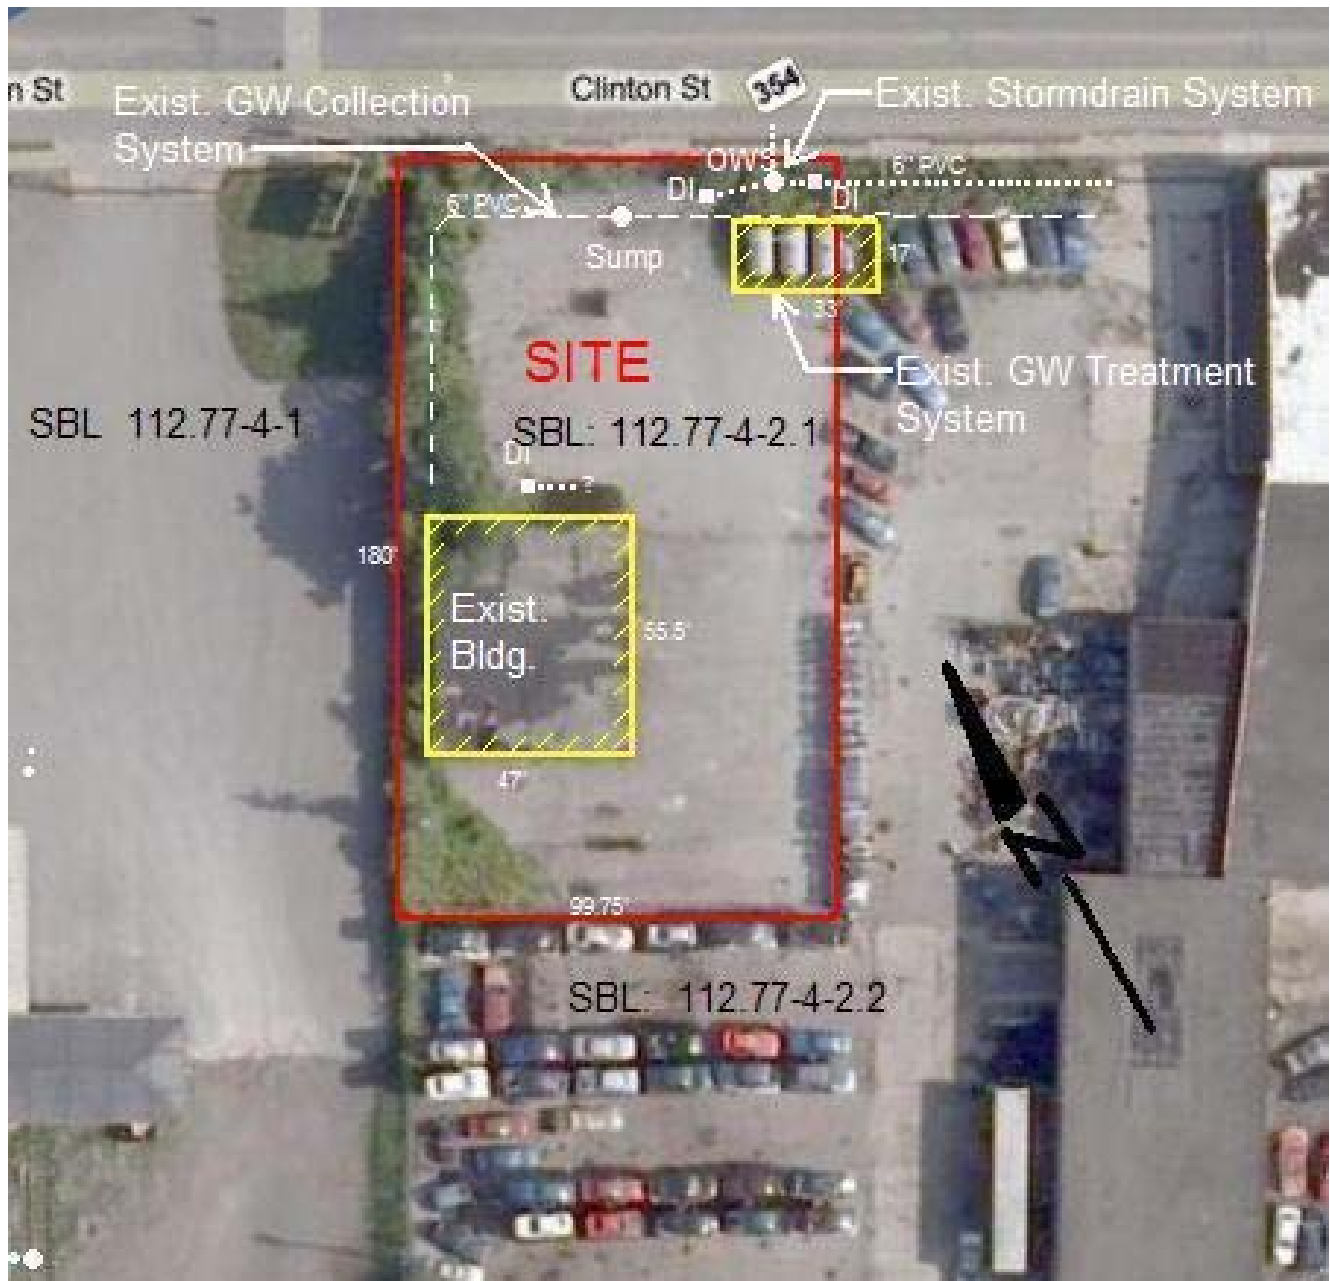 n St
Clinton St
354
Exist. GW Collection
System
Exist. Stormdrain System
OWS
6" PVC
DI
DI
6" PVC
Sump
17'
33'
SITE
Exist. GW Treatment
System
SBL 112.77-4-1
SBL: 112.77-4-2.1
DI
?
180'
Exist.
Bldg.
55.5'
47'
N
99.75'
SBL: 112.77-4-2.2